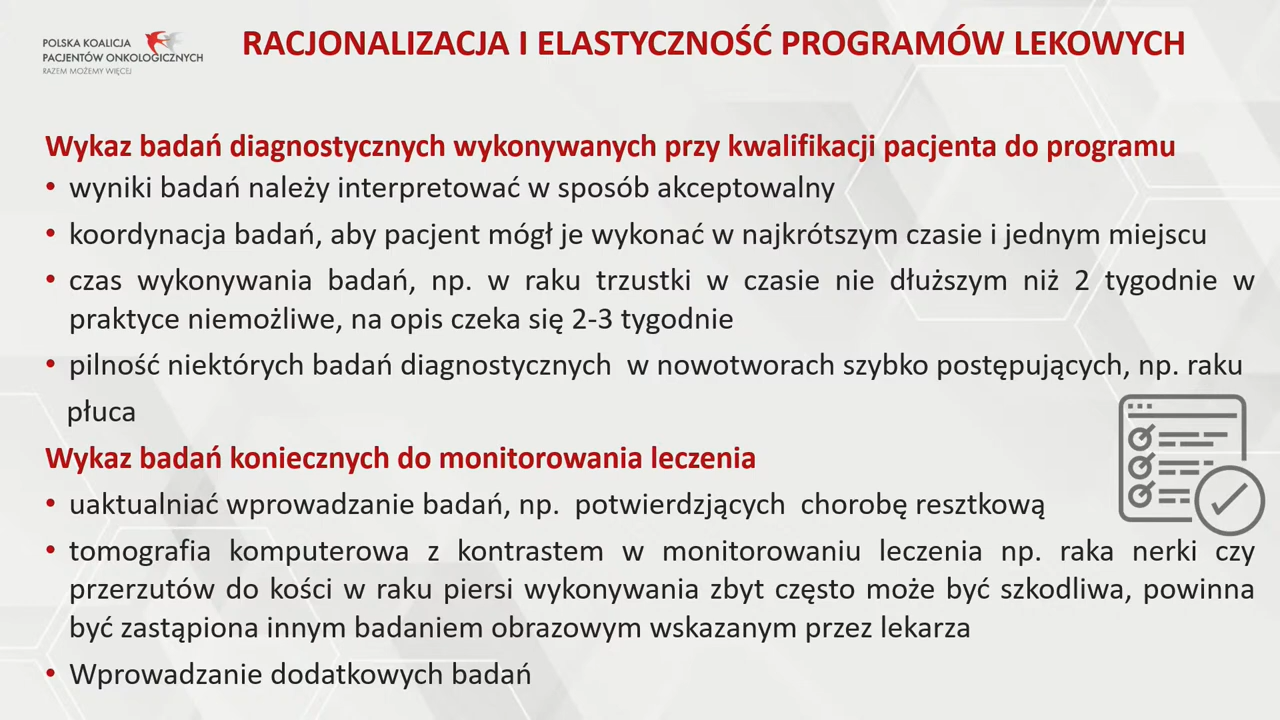 POLSKA KOALICJA
PACJENTÓW ONKOLOGICZNYCH
RAZEM MOŻEMY WIĘCEJ
RACJONALIZACJA I ELASTYCZNOŚĆ PROGRAMÓW LEKOWYCH
Wykaz badań diagnostycznych wykonywanych przy kwalifikacji pacjenta do programu
• wyniki badań należy interpretować w sposób akceptowalny
• koordynacja badań, aby pacjent mógł je wykonać w najkrótszym czasie i jednym miejscu
• czas wykonywania badań, np. w raku trzustki w czasie nie dłuższym niż 2 tygodnie w
praktyce niemożliwe, na opis czeka się 2-3 tygodnie
• pilność niektórych badań diagnostycznych w nowotworach szybko postępujących, np. raku
płuca
Wykaz badań koniecznych do monitorowania leczenia
• uaktualniać wprowadzanie badań, np. potwierdzjących chorobę resztkową
• tomografia komputerowa z kontrastem w monitorowaniu leczenia np. raka nerki czy
przerzutów do kości w raku piersi wykonywania zbyt często może być szkodliwa, powinna
być zastąpiona innym badaniem obrazowym wskazanym przez lekarza
• Wprowadzanie dodatkowych badań